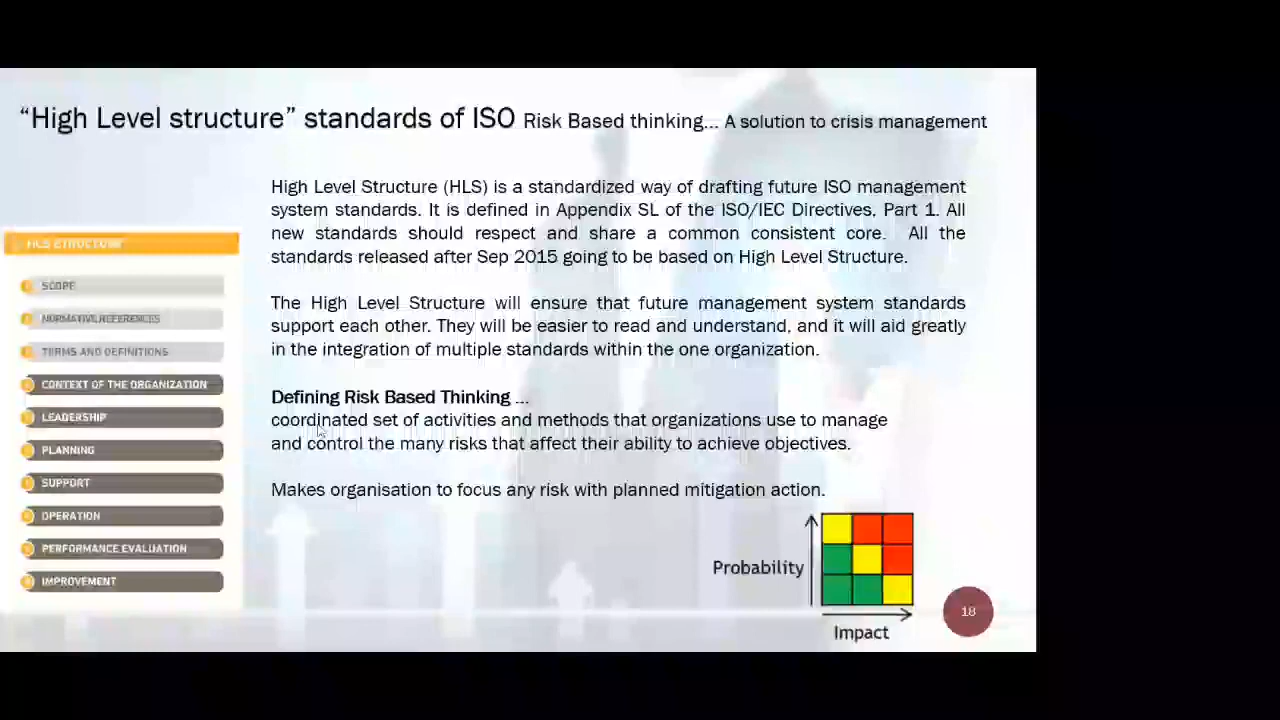 “High Level structure” standards of ISO Risk Based thinking... A solution to crisis management
High Level Structure (HLS) is a standardized way of drafting future ISO management
system standards. It is defined in Appendix SL of the ISO/IEC Directives, Part 1. All
new standards should respect and share a common consistent core. All the
standards released after Sep 2015 going to be based on High Level Structure.
The High Level Structure will ensure that future management system standards
support each other. They will be easier to read and understand, and it will aid greatly
in the integration of multiple standards within the one organization.
Defining Risk Based Thinking ...
coordinated set of activities and methods that organizations use to manage
and control the many risks that affect their ability to achieve objectives.
Makes organisation to focus any risk with planned mitigation action.
HLS STRUCTURE
SCOPE
NORMATIVE REFERENCES
TERMS AND DEFINITIONS
CONTEXT OF THE ORGANIZATION
LEADERSHIP
PLANNING
SUPPORT
OPERATION
PERFORMANCE EVALUATION
IMPROVEMENT
Probability
Impact
18